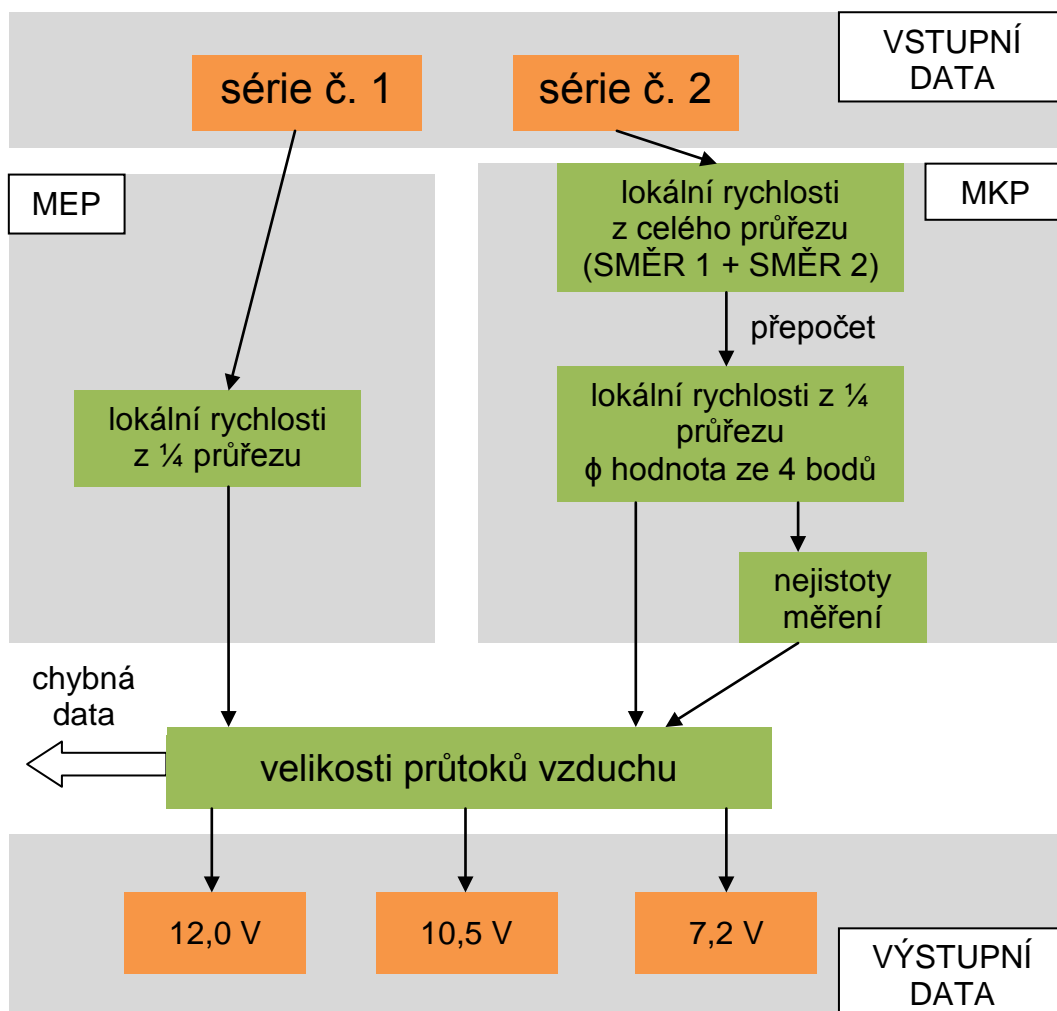 VSTUPNÍ
DATA
série č. 1
série č. 2
MEP
MKP
lokální rychlosti
z celého průřezu
(SMĚR 1 + SMĚR 2)
přepočet
lokální rychlosti
z ¼ průřezu
lokální rychlosti z ¼
průřezu
ϕ hodnota ze 4 bodů
nejistoty
měření
chybná
data
velikosti průtoků vzduchu
12,0 V
10,5 V
7,2 V
VÝSTUPNÍ
DATA